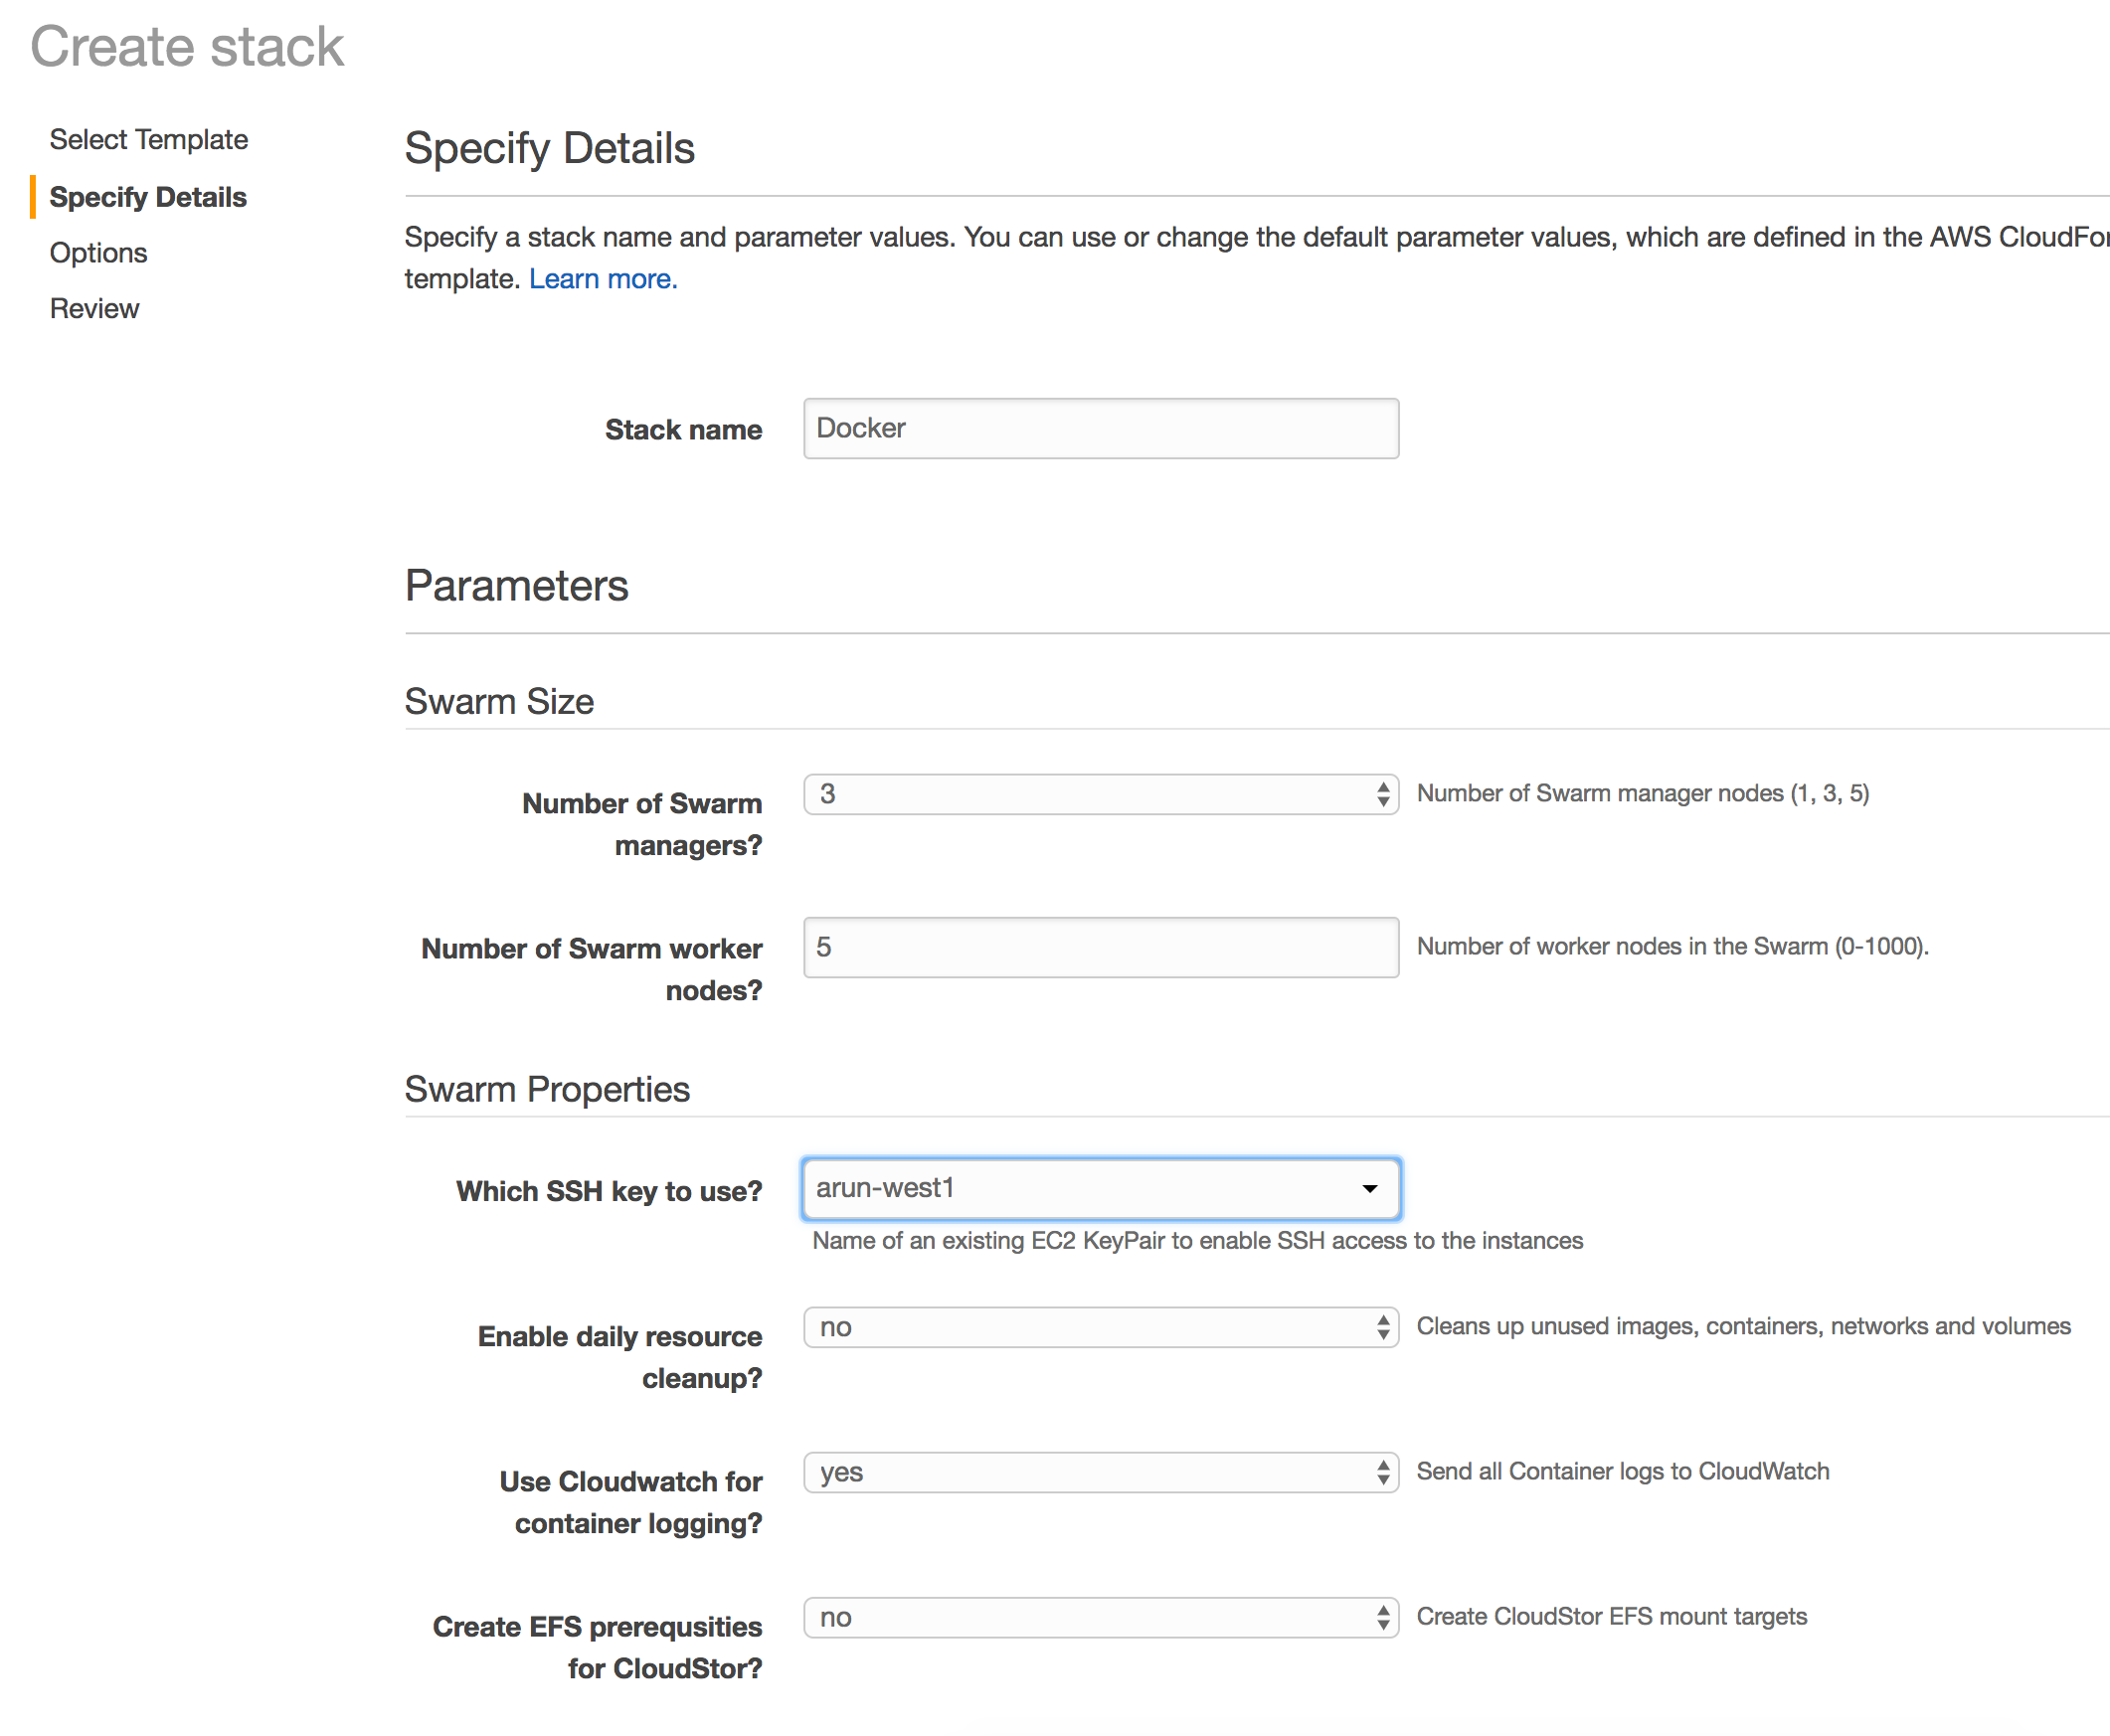 Create stack
Select Template
Specify Details
Options
Review
Specify Details
Specify a stack name and parameter values. You can use or change the default parameter values, which are defined in the AWS CloudFor
template. Learn more.
Stack name
Docker
Parameters
Swarm Size
Number of Swarm
managers?
3
Number of Swarm manager nodes (1, 3, 5)
Number of Swarm worker
nodes?
5
Number of worker nodes in the Swarm (0-1000).
Swarm Properties
Which SSH key to use?
arun-west1
Name of an existing EC2 KeyPair to enable SSH access to the instances
Enable daily resource
cleanup?
no
Cleans up unused images, containers, networks and volumes
Use Cloudwatch for
container logging?
yes
Send all Container logs to CloudWatch
Create EFS prerequsities
for CloudStor?
no
Create CloudStor EFS mount targets